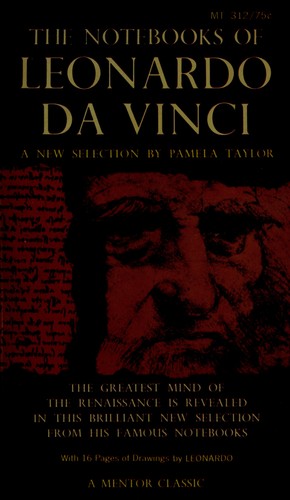 MT 312/75c
THE NOTEBOOKS OF
LEONARDO
DA VINCI
A NEW SELECTION BY PAMELA TAYLOR
THE GREATEST MIND OF
THE RENAISSANCE IS REVEALED
IN THIS BRILLIANT NEW SELECTION
FROM HIS FAMOUS NOTEBOOKS
With 16 Pages of Drawings by LEONARDO
A MENTOR CLASSIC